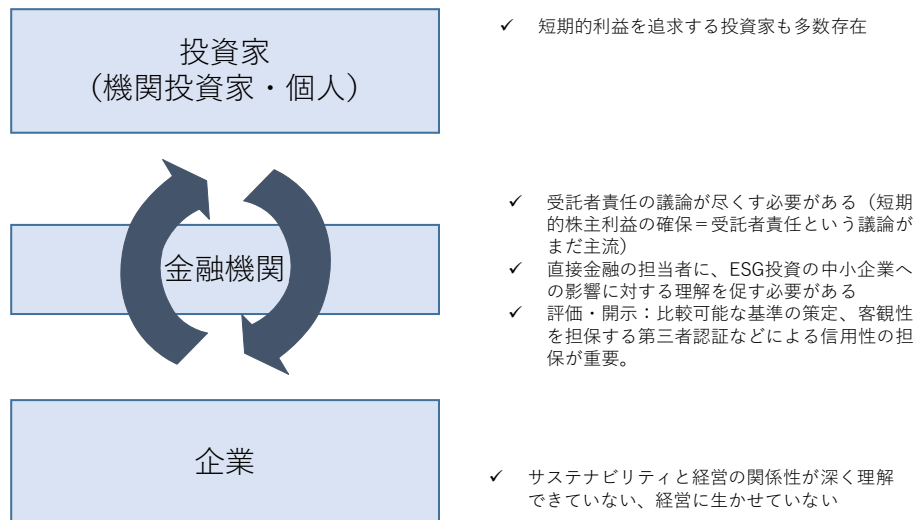 投資家
（機関投資家・個人）
✓ 短期的利益を追求する投資家も多数存在
金融機関
✓ 受託者責任の議論が尽くす必要がある（短期
的株主利益の確保＝受託者責任という議論が
まだ主流）
✓ 直接金融の担当者に、ESG投資の中小企業へ
の影響に対する理解を促す必要がある
✓ 評価・開示：比較可能な基準の策定、客観性
を担保する第三者認証などによる信用性の担
保が重要。
企業
✓ サステナビリティと経営の関係性が深く理解
できていない、経営に生かせていない